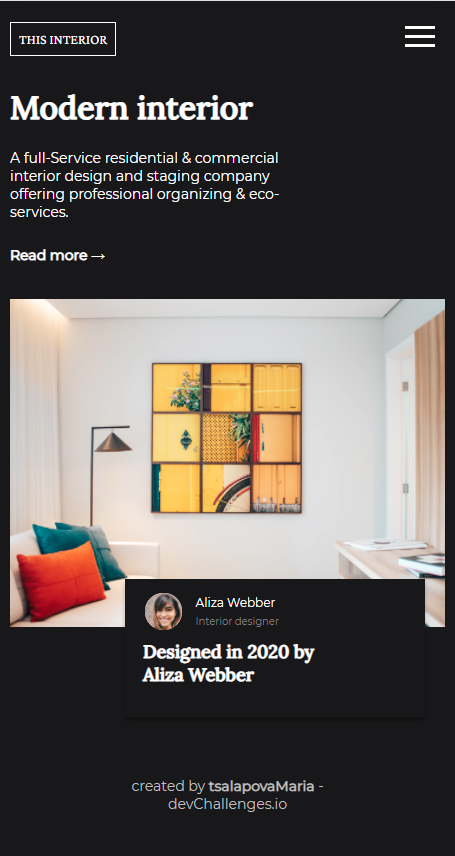 THIS INTERIOR
Modern interior
A full-Service residential & commercial
interior design and staging company
offering professional organizing & eco-
services.
Read more →
Aliza Webber
Interior designer
Designed in 2020 by
Aliza Webber
created by tsalapovaMaria -
devChallenges.io